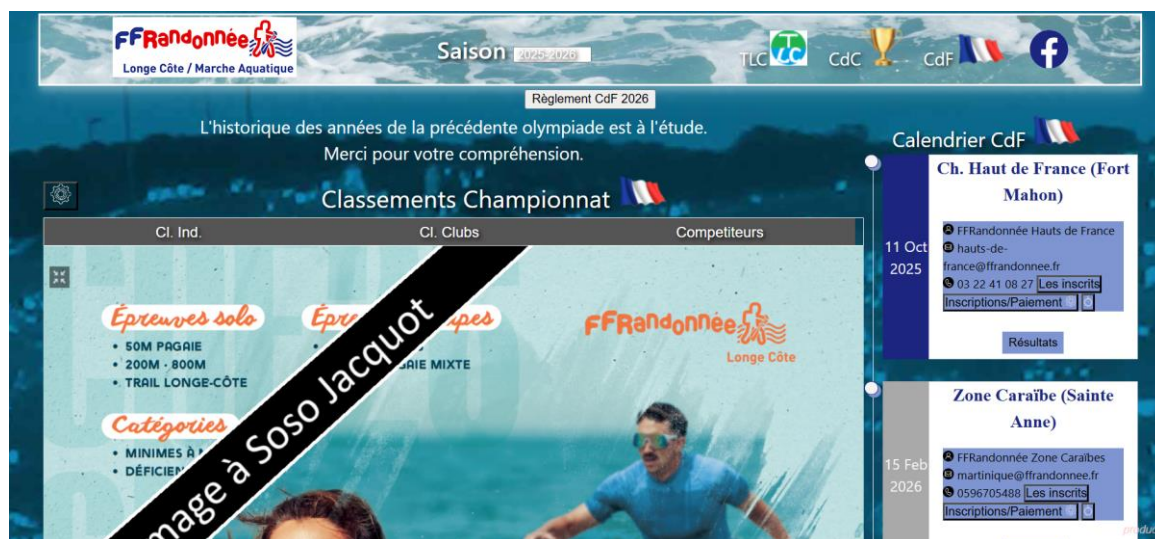 FFRandonnée
Longe Côte / Marche Aquatique
Saison 2025-2026
TLC
TLC
CdC
CdF
Règlement CdF 2026
L'historique des années de la précédente olympiade est à l'étude.
Merci pour votre compréhension.
Classements Championnat
Cl. Ind.
Cl. Clubs
Competiteurs
Épreuves solo
• 50M PAGAIE
• 200M - 800M
• TRAIL LONGE-CÔTE
MIXTE
Catégories
• MINIMES À
FFRandonnée
Longe Côte
à Soso Jacquot
Calendrier CdF
11 Oct
2025
Ch. Haut de France (Fort
Mahon)
FFRandonnée Hauts de France
hauts-de-
france@ffrandonnee.fr
03 22 41 08 27 Les inscrits
Inscriptions/Paiement
Résultats
15 Feb
2026
Zone Caraïbe (Sainte
Anne)
FFRandonnée Zone Caraïbes
martinique@ffrandonnee.fr
0596705488 Les inscrits
Inscriptions/Paiement